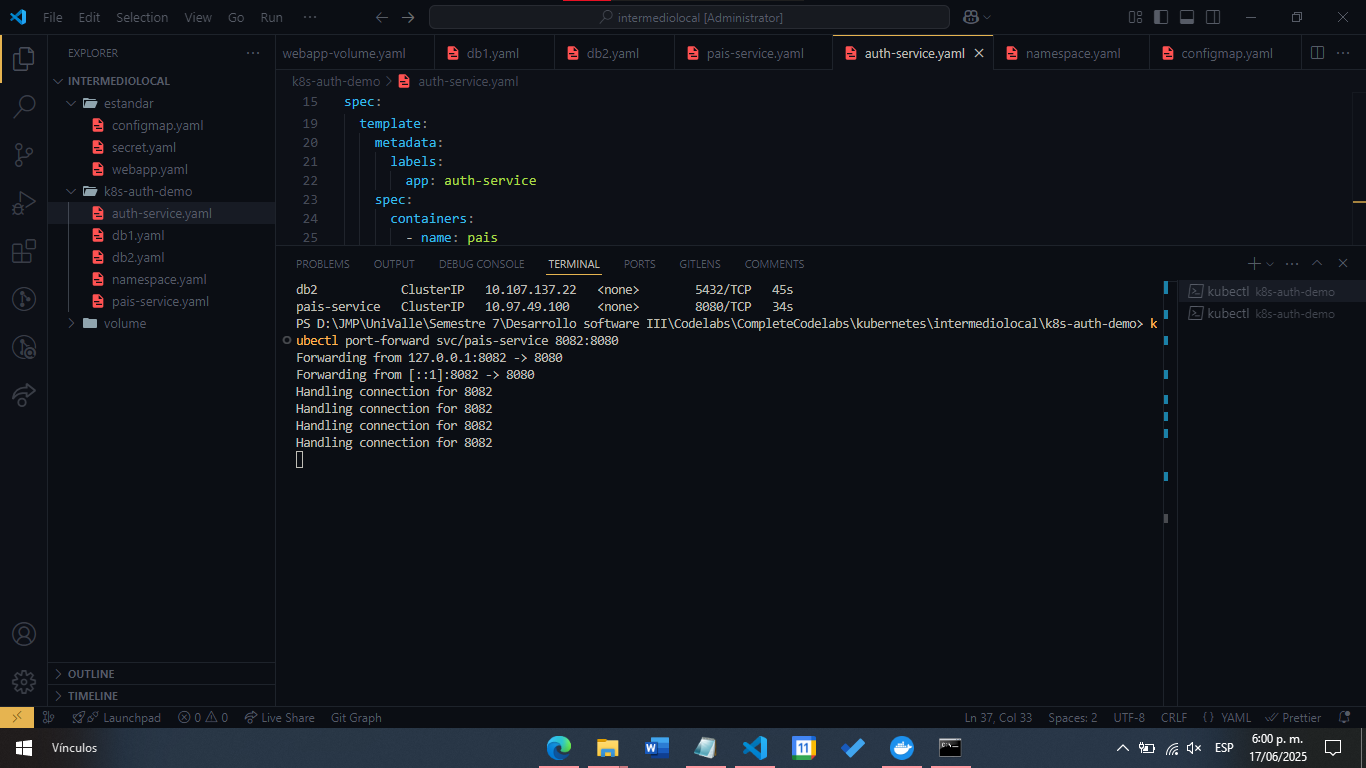 File Edit Selection View Go Run ··· intermediolocal [Administrator]
EXPLORER
INTERMEDIOLOCAL
estandar
configmap.yaml
secret.yaml
webapp.yaml
k8s-auth-demo
auth-service.yaml
db1.yaml
db2.yaml
namespace.yaml
pais-service.yaml
volume
OUTLINE
TIMELINE
webapp-volume.yaml db1.yaml db2.yaml pais-service.yaml auth-service.yaml namespace.yaml configmap.yaml
k8s-auth-demo > auth-service.yaml
15 spec:
19 template:
20 metadata:
21 labels:
22 app: auth-service
23 spec:
24 containers:
25 - name: pais
PROBLEMS OUTPUT DEBUG CONSOLE TERMINAL PORTS GITLENS COMMENTS
db2 ClusterIP 10.107.137.22 <none> 5432/TCP 45s
pais-service ClusterIP 10.97.49.100 <none> 8080/TCP 34s
PS D:\JMP\UniValle\Semestre 7\Desarrollo software III\Codelabs\CompleteCodelabs\kubernetes\intermediolocal\k8s-auth-demo> k
ubectl port-forward svc/pais-service 8082:8080
Forwarding from 127.0.0.1:8082 -> 8080
Forwarding from [::1]:8082 -> 8080
Handling connection for 8082
Handling connection for 8082
Handling connection for 8082
Handling connection for 8082
kubectl k8s-auth-demo
kubectl k8s-auth-demo
Launchpad 0 0 Live Share Git Graph Ln 37, Col 33 Spaces: 2 UTF-8 CRLF {} YAML Prettier
Vínculos 11 ESP 6:00 p. m.
17/06/2025